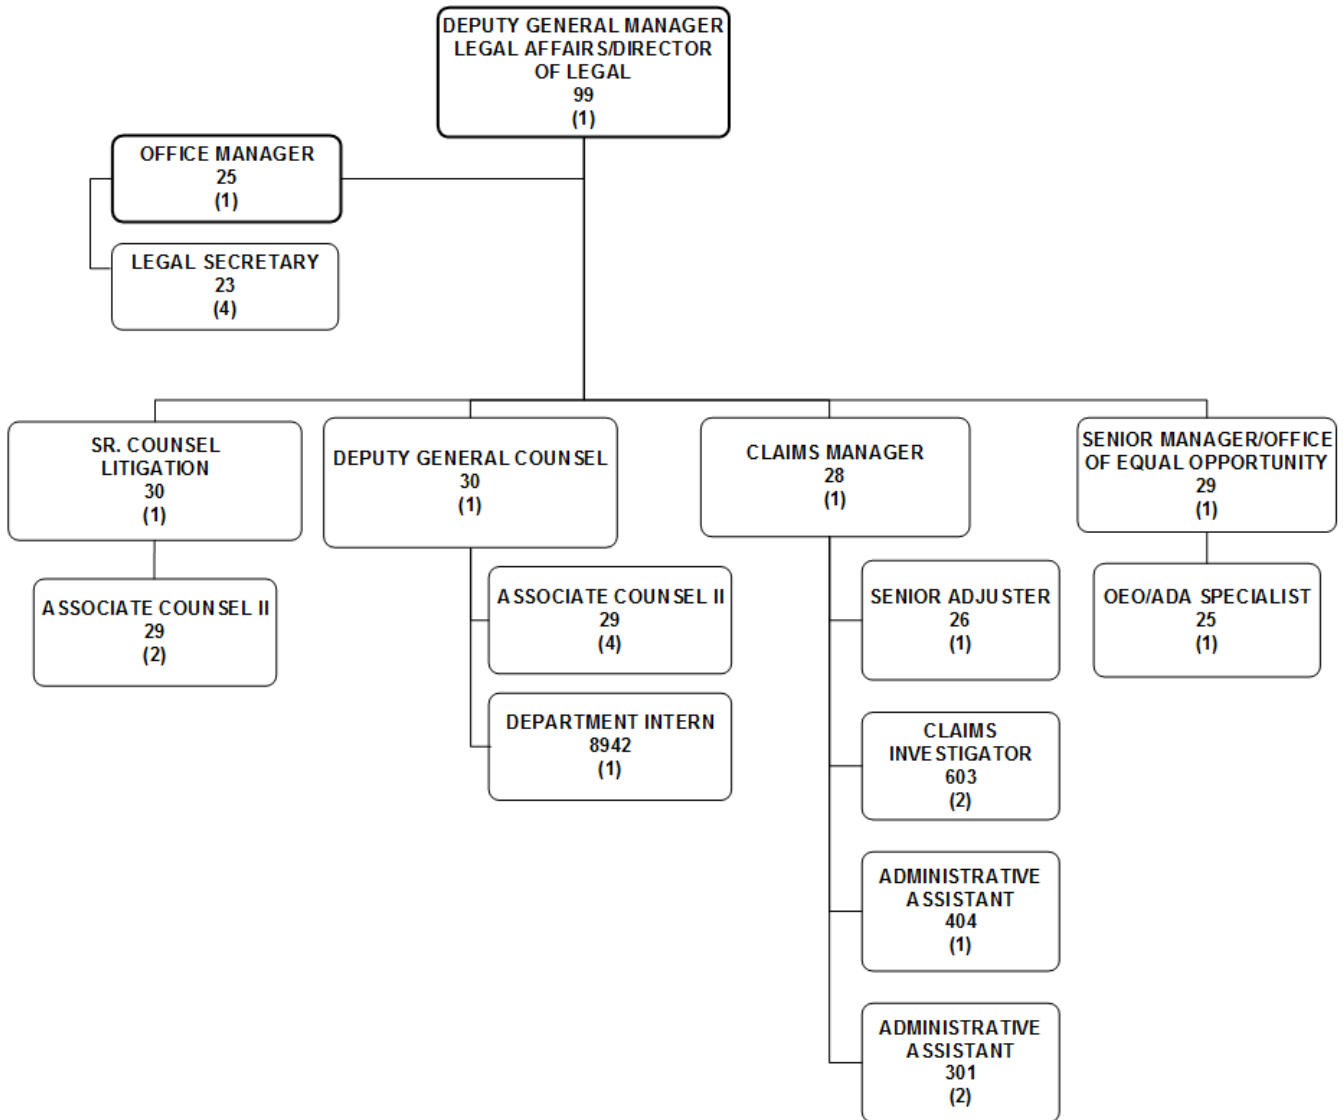 DEPUTY GENERAL MANAGER
LEGAL AFFAIRS/DIRECTOR
OF LEGAL
99
(1)
OFFICE MANAGER
25
(1)
LEGAL SECRETARY
23
(4)
SR. COUNSEL
LITIGATION
30
(1)
ASSOCIATE COUNSEL II
29
(2)
DEPUTY GENERAL COUNSEL
30
(1)
ASSOCIATE COUNSEL II
29
(4)
DEPARTMENT INTERN
8942
(1)
CLAIMS MANAGER
28
(1)
SENIOR ADJUSTER
26
(1)
CLAIMS
INVESTIGATOR
603
(2)
ADMINISTRATIVE
ASSISTANT
404
(1)
ADMINISTRATIVE
ASSISTANT
301
(2)
SENIOR MANAGER/OFFICE
OF EQUAL OPPORTUNITY
29
(1)
OEO/ADA SPECIALIST
25
(1)